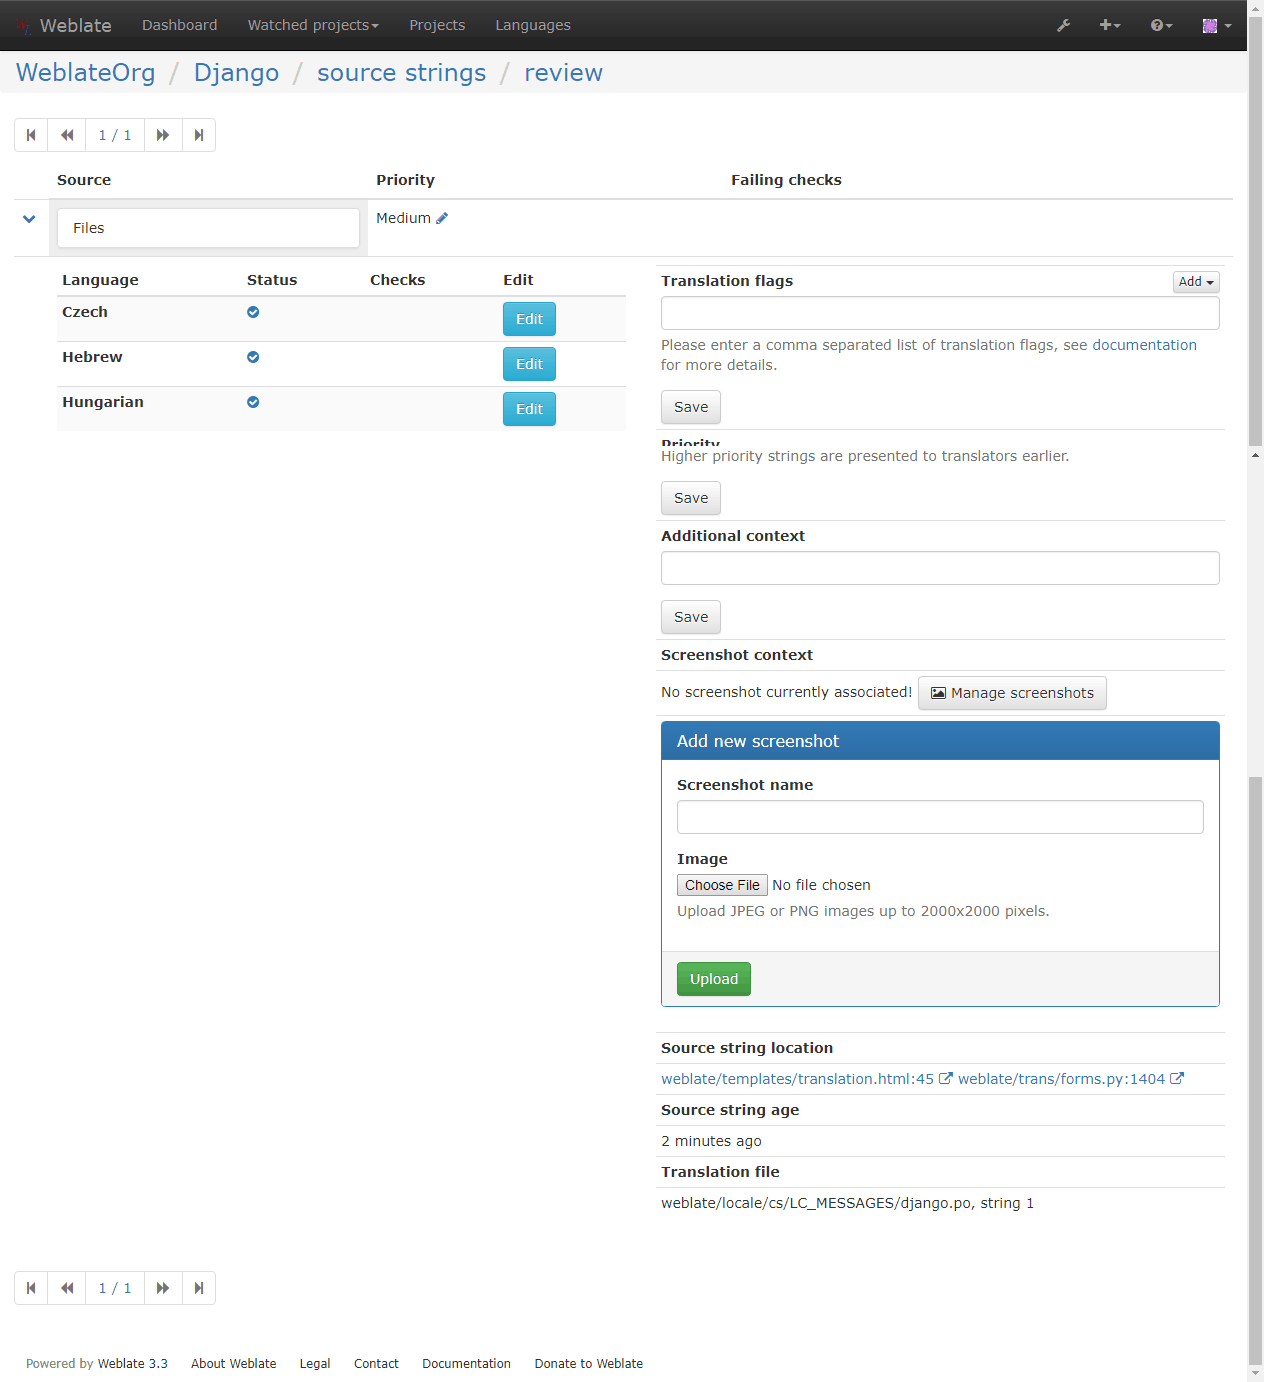 Weblate Dashboard Watched projects Projects Languages
WeblateOrg / Django / source strings / review
1 / 1
Source Priority Failing checks
Files Medium
Language Status Checks Edit
Czech Edit
Hebrew Edit
Hungarian Edit
Translation flags Add
Please enter a comma separated list of translation flags, see documentation
for more details.
Save
Priority
Higher priority strings are presented to translators earlier.
Save
Additional context
Save
Screenshot context
No screenshot currently associated! Manage screenshots
Add new screenshot
Screenshot name
Image
Choose File No file chosen
Upload JPEG or PNG images up to 2000x2000 pixels.
Upload
Source string location
weblate/templates/translation.html:45 weblate/trans/forms.py:1404
Source string age
2 minutes ago
Translation file
weblate/locale/cs/LC_MESSAGES/django.po, string 1
1 / 1
Powered by Weblate 3.3 About Weblate Legal Contact Documentation Donate to Weblate